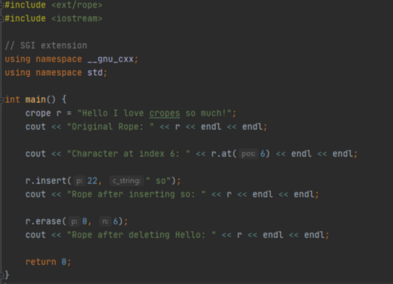 #include <ext/rope>
#include <iostream>
// SGI extension
using namespace __gnu_cxx;
using namespace std;
int main() {
crope r = "Hello I love cropes so much!";
cout << "Original Rope: " << r << endl << endl;
cout << "Character at index 6: " << r.at( pos: 6) << endl << endl;
r.insert( p: 22, c_string: " so");
cout << "Rope after inserting so: " << r << endl << endl;
r.erase( p: 0, n: 6);
cout << "Rope after deleting Hello: " << r << endl << endl;
return 0;
}